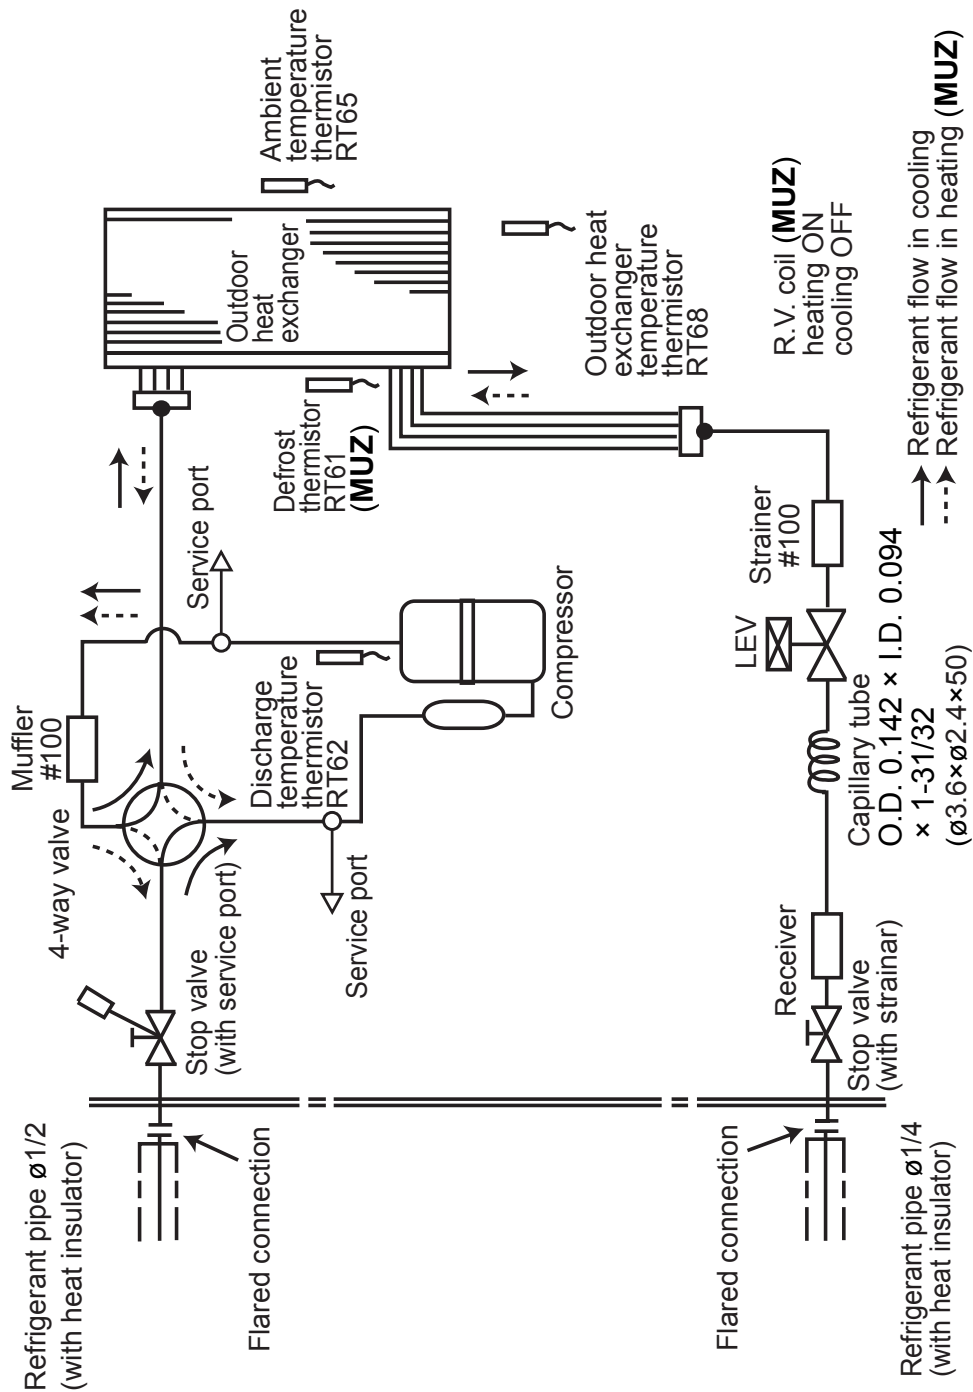 Refrigerant pipe ø1/2
(with heat insulator)
Flared connection
Stop valve
(with service port)
4-way valve
Muffler
#100
Service port
Discharge
temperature
thermistor
RT62
Service port
Compressor
Defrost
thermistor
RT61
(MUZ)
Outdoor
heat
exchanger
Ambient
temperature
thermistor
RT65
Outdoor heat
exchanger
temperature
thermistor
RT68
R.V. coil (MUZ)
heating ON
cooling OFF
Flared connection
Refrigerant pipe ø1/4
(with heat insulator)
Receiver
Stop valve
(with strainar)
Capillary tube
O.D. 0.142 × I.D. 0.094
× 1-31/32
(ø3.6×ø2.4×50)
LEV
Strainer
#100
Refrigerant flow in cooling
Refrigerant flow in heating (MUZ)